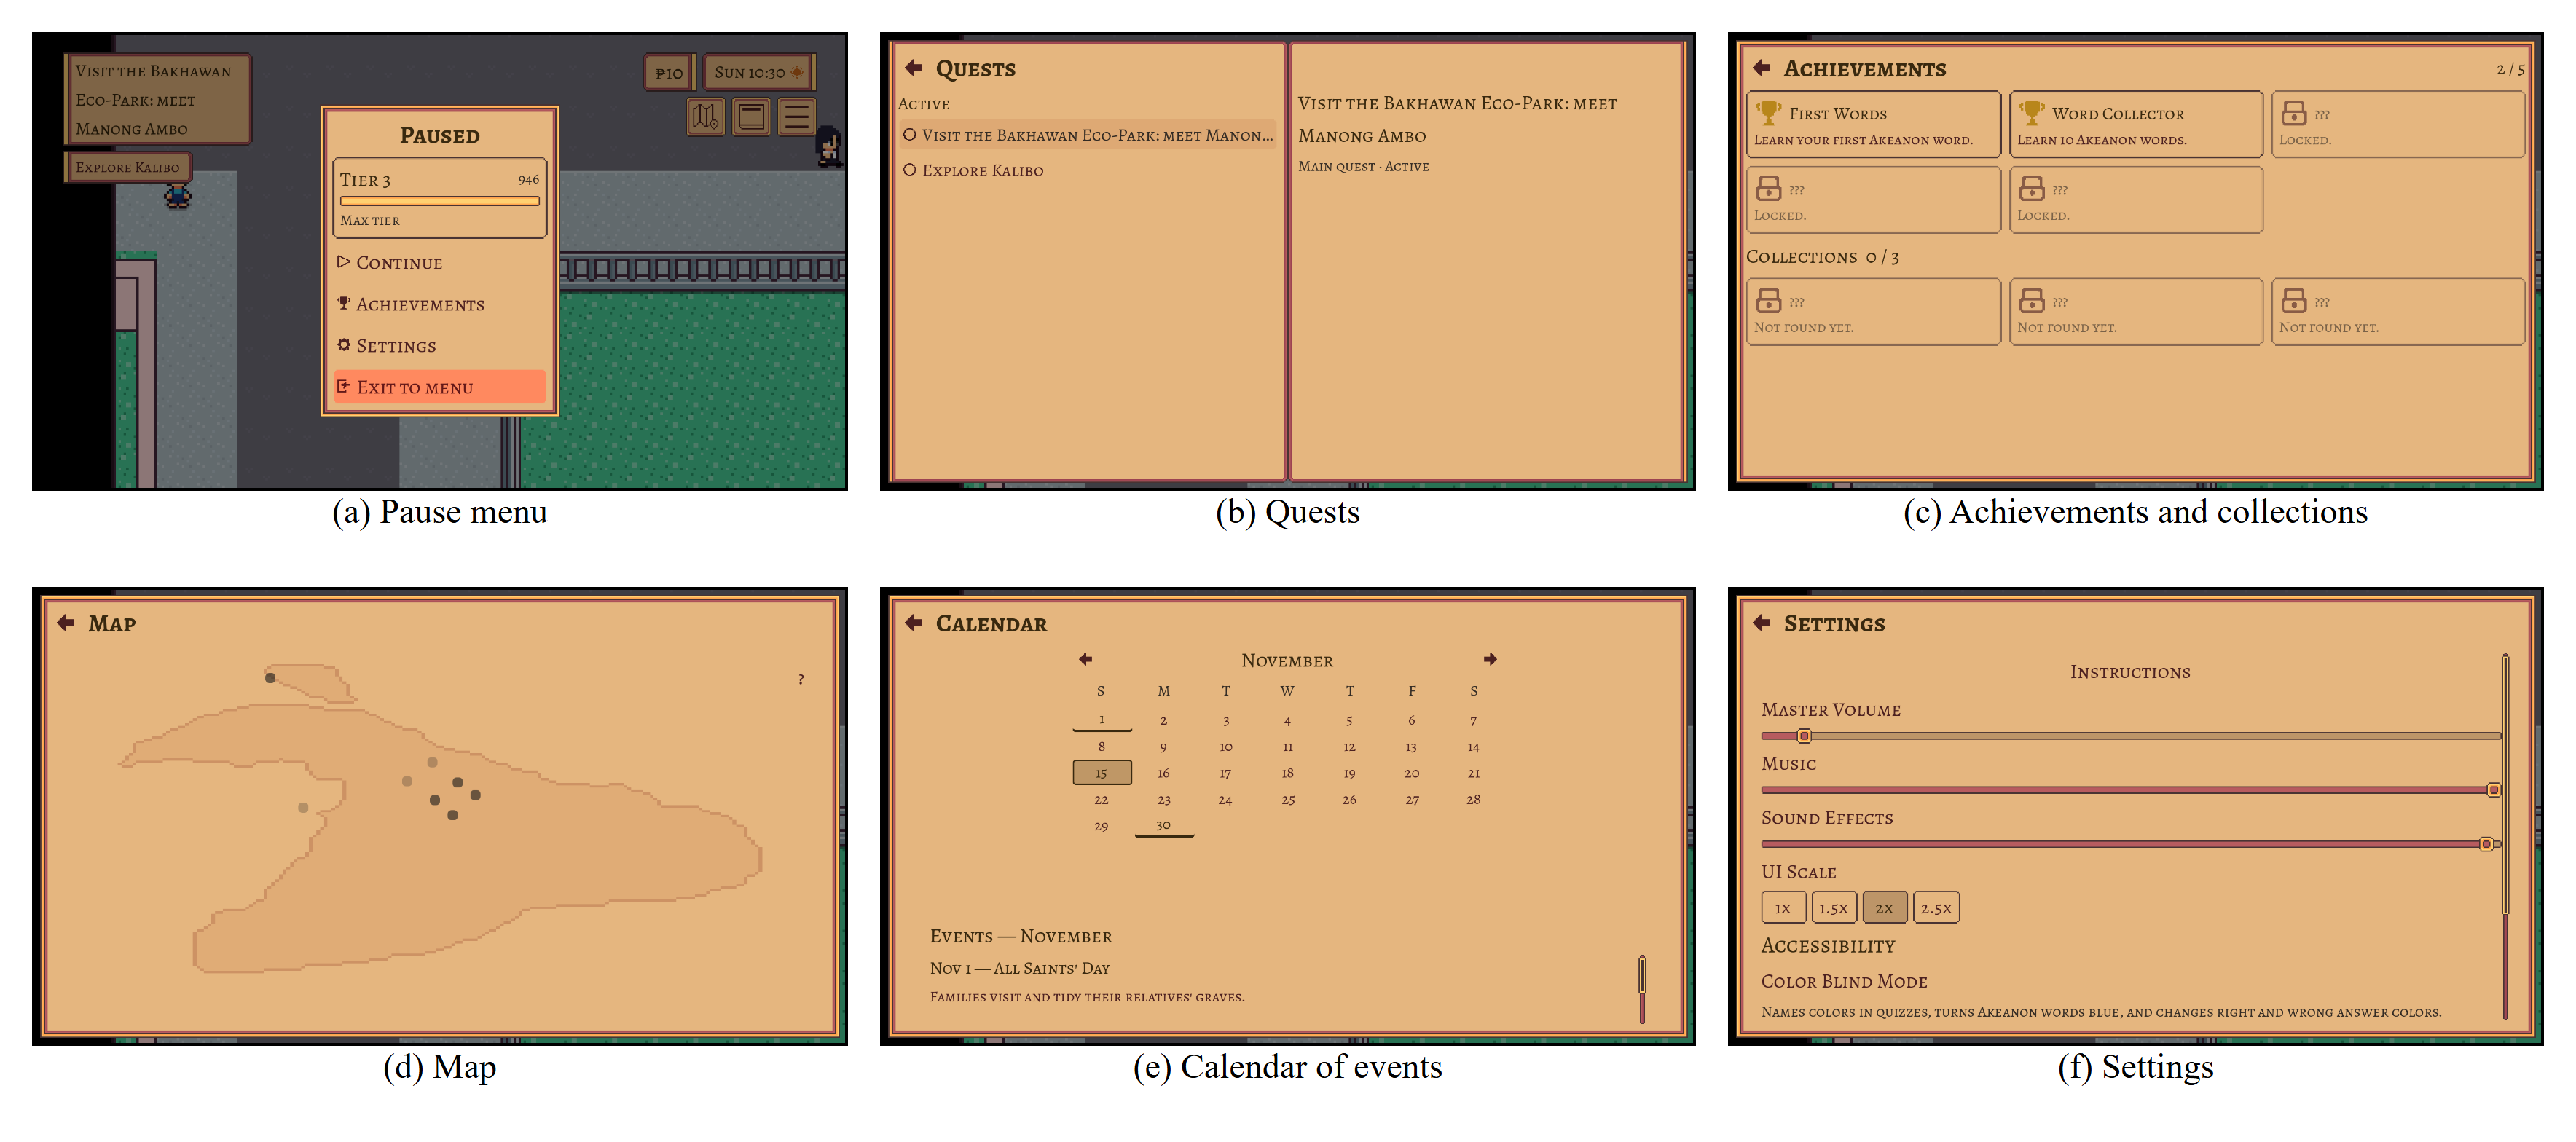 Visit the Bakhawan
Eco-Park: meet
Manong Ambo
Explore Kalibo
₱10
Sun 10:30
Paused
Tier 3 946
Max tier
Continue
Achievements
Settings
Exit to menu
(a) Pause menu
Quests
Active
Visit the Bakhawan Eco-Park: meet Manon...
Explore Kalibo
Visit the Bakhawan Eco-Park: meet
Manong Ambo
Main quest · Active
(b) Quests
Achievements 2 / 5
First Words
Learn your first Akeanon word.
Word Collector
Learn 10 Akeanon words.
???
Locked.
???
Locked.
???
Locked.
Collections 0 / 3
???
Not found yet.
???
Not found yet.
???
Not found yet.
(c) Achievements and collections
Map
?
(d) Map
Calendar
November
S M T W T F S
1 2 3 4 5 6 7
8 9 10 11 12 13 14
15 16 17 18 19 20 21
22 23 24 25 26 27 28
29 30
Events — November
Nov 1 — All Saints' Day
Families visit and tidy their relatives' graves.
(e) Calendar of events
Settings
Instructions
Master Volume
Music
Sound Effects
UI Scale
1x 1.5x 2x 2.5x
Accessibility
Color Blind Mode
Names colors in quizzes, turns Akeanon words blue, and changes right and wrong answer colors.
(f) Settings